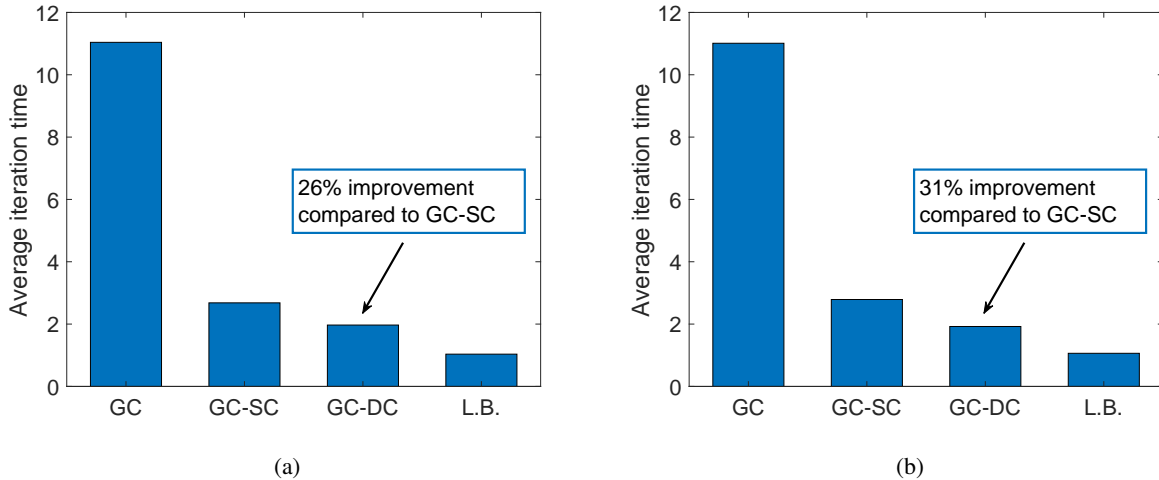 12
10
8
6
4
2
0
Average iteration time
26% improvement
compared to GC-SC
GC GC-SC GC-DC L.B.
(a)
12
10
8
6
4
2
0
Average iteration time
31% improvement
compared to GC-SC
GC GC-SC GC-DC L.B.
(b)